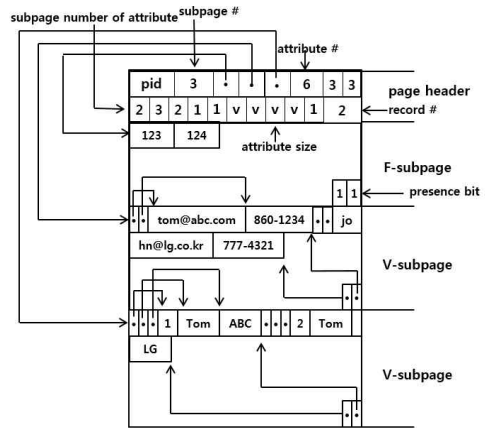 subpage number of attribute
subpage #
attribute #
pid 3 6 3 3
page header
2 3 2 1 1 v v v v 1 2
record #
123 124
attribute size
F-subpage
1 1
presence bit
tom@abc.com 860-1234 jo
hn@lg.co.kr 777-4321
V-subpage
1 Tom ABC 2 Tom
LG
V-subpage